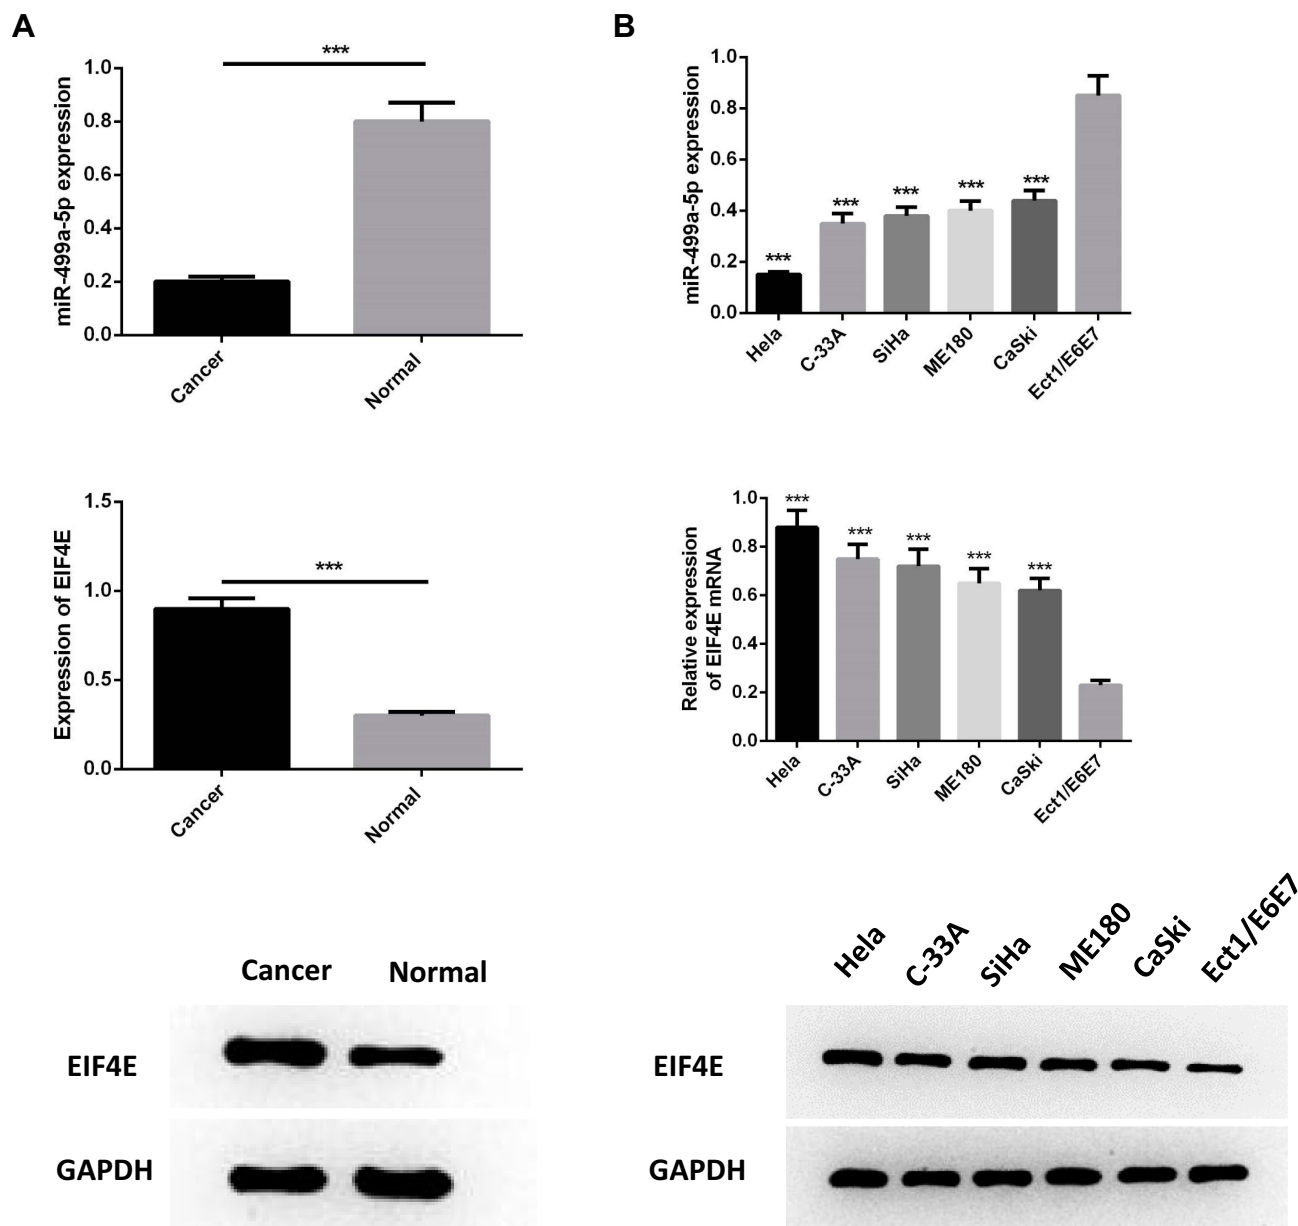 A
***
miR-499a-5p expression
1.0
0.8
0.6
0.4
0.2
0.0
Cancer
Normal
B
miR-499a-5p expression
1.0
0.8
0.6
0.4
0.2
0.0
***
***
***
***
***
Hela
C-33A
SiHa
ME180
CaSki
Ect1/E6E7
Expression of EIF4E
1.5
1.0
0.5
0.0
***
Cancer
Normal
Relative expression
of EIF4E mRNA
1.0
0.8
0.6
0.4
0.2
0.0
***
***
***
***
***
Hela
C-33A
SiHa
ME180
CaSki
Ect1/E6E7
Cancer Normal
EIF4E
GAPDH
Hela
C-33A
SiHa
ME180
CaSki
Ect1/E6E7
EIF4E
GAPDH